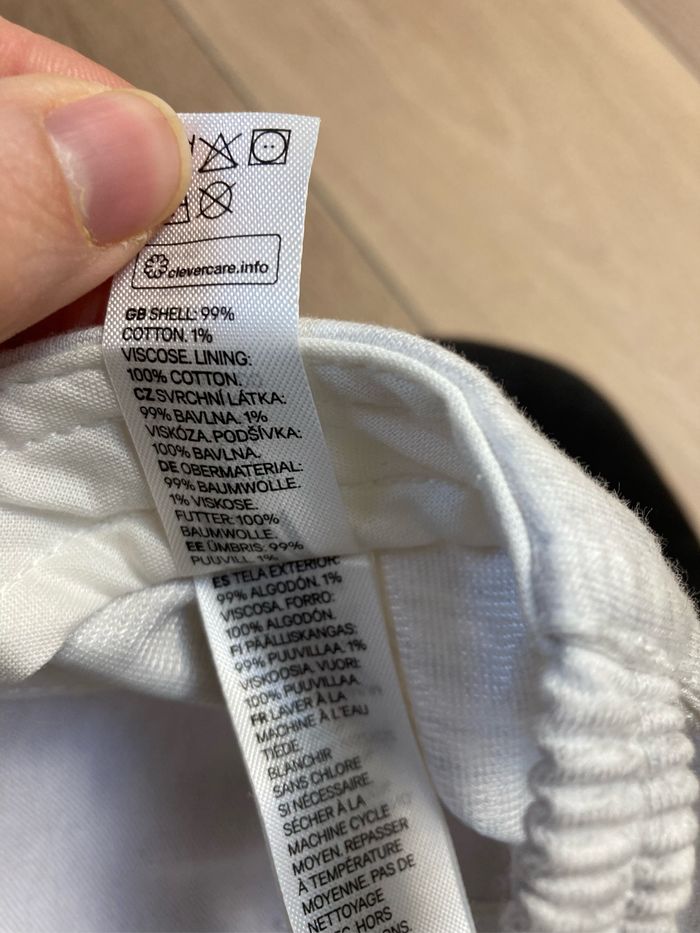 clevercare.info
GB SHELL: 99%
COTTON. 1%
VISCOSE. LINING:
100% COTTON.
CZ SVRCHNÍ LÁTKA:
99% BAVLNA. 1%
VISKÓZA. PODŠÍVKA:
100% BAVLNA.
DE OBERMATERIAL:
99% BAUMWOLLE.
1% VISKOSE.
FUTTER: 100%
BAUMWOLLE.
EE ÜMBRIS: 99%
PUUVILL. 1%
ES TELA EXTERIOR:
99% ALGODÓN. 1%
VISCOSA. FORRO:
100% ALGODÓN.
FI PÄÄLLISKANGAS:
99% PUUVILLAA. 1%
VISKOOSIA. VUORI:
100% PUUVILLAA.
FR LAVER À LA
MACHINE À L'EAU
TIÈDE.
BLANCHIR
SANS CHLORE
SI NÉCESSAIRE.
SÉCHER À LA
MACHINE CYCLE
MOYEN. REPASSER
À TEMPÉRATURE
MOYENNE. PAS DE
NETTOYAGE
HORS